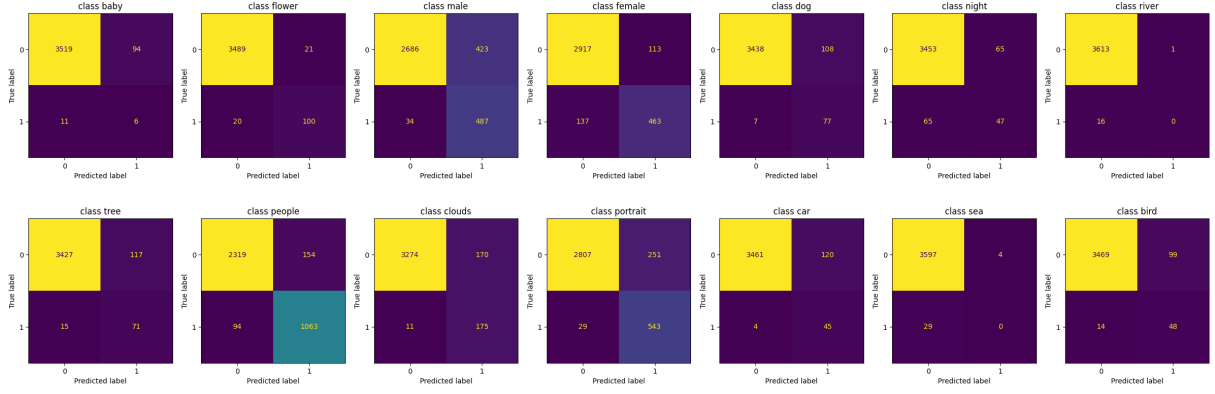 class baby
True label
0
1
3519 94
11 6
0 1
Predicted label
class flower
True label
0
1
3489 21
20 100
0 1
Predicted label
class male
True label
0
1
2686 423
34 487
0 1
Predicted label
class female
True label
0
1
2917 113
137 463
0 1
Predicted label
class dog
True label
0
1
3438 108
7 77
0 1
Predicted label
class night
True label
0
1
3453 65
65 47
0 1
Predicted label
class river
True label
0
1
3613 1
16 0
0 1
Predicted label
class tree
True label
0
1
3427 117
15 71
0 1
Predicted label
class people
True label
0
1
2319 154
94 1063
0 1
Predicted label
class clouds
True label
0
1
3274 170
11 175
0 1
Predicted label
class portrait
True label
0
1
2807 251
29 543
0 1
Predicted label
class car
True label
0
1
3461 120
4 45
0 1
Predicted label
class sea
True label
0
1
3597 4
29 0
0 1
Predicted label
class bird
True label
0
1
3469 99
14 48
0 1
Predicted label